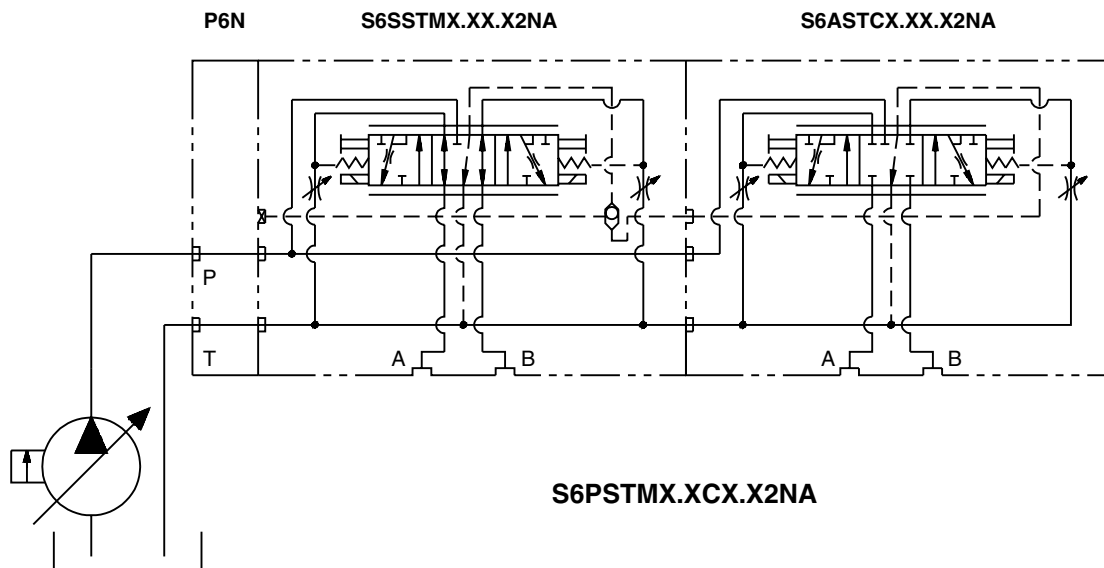 P6N S6SSTMX.XX.X2NA S6ASTCX.XX.X2NA
P
T
A B A B
S6PSTMX.XCX.X2NA